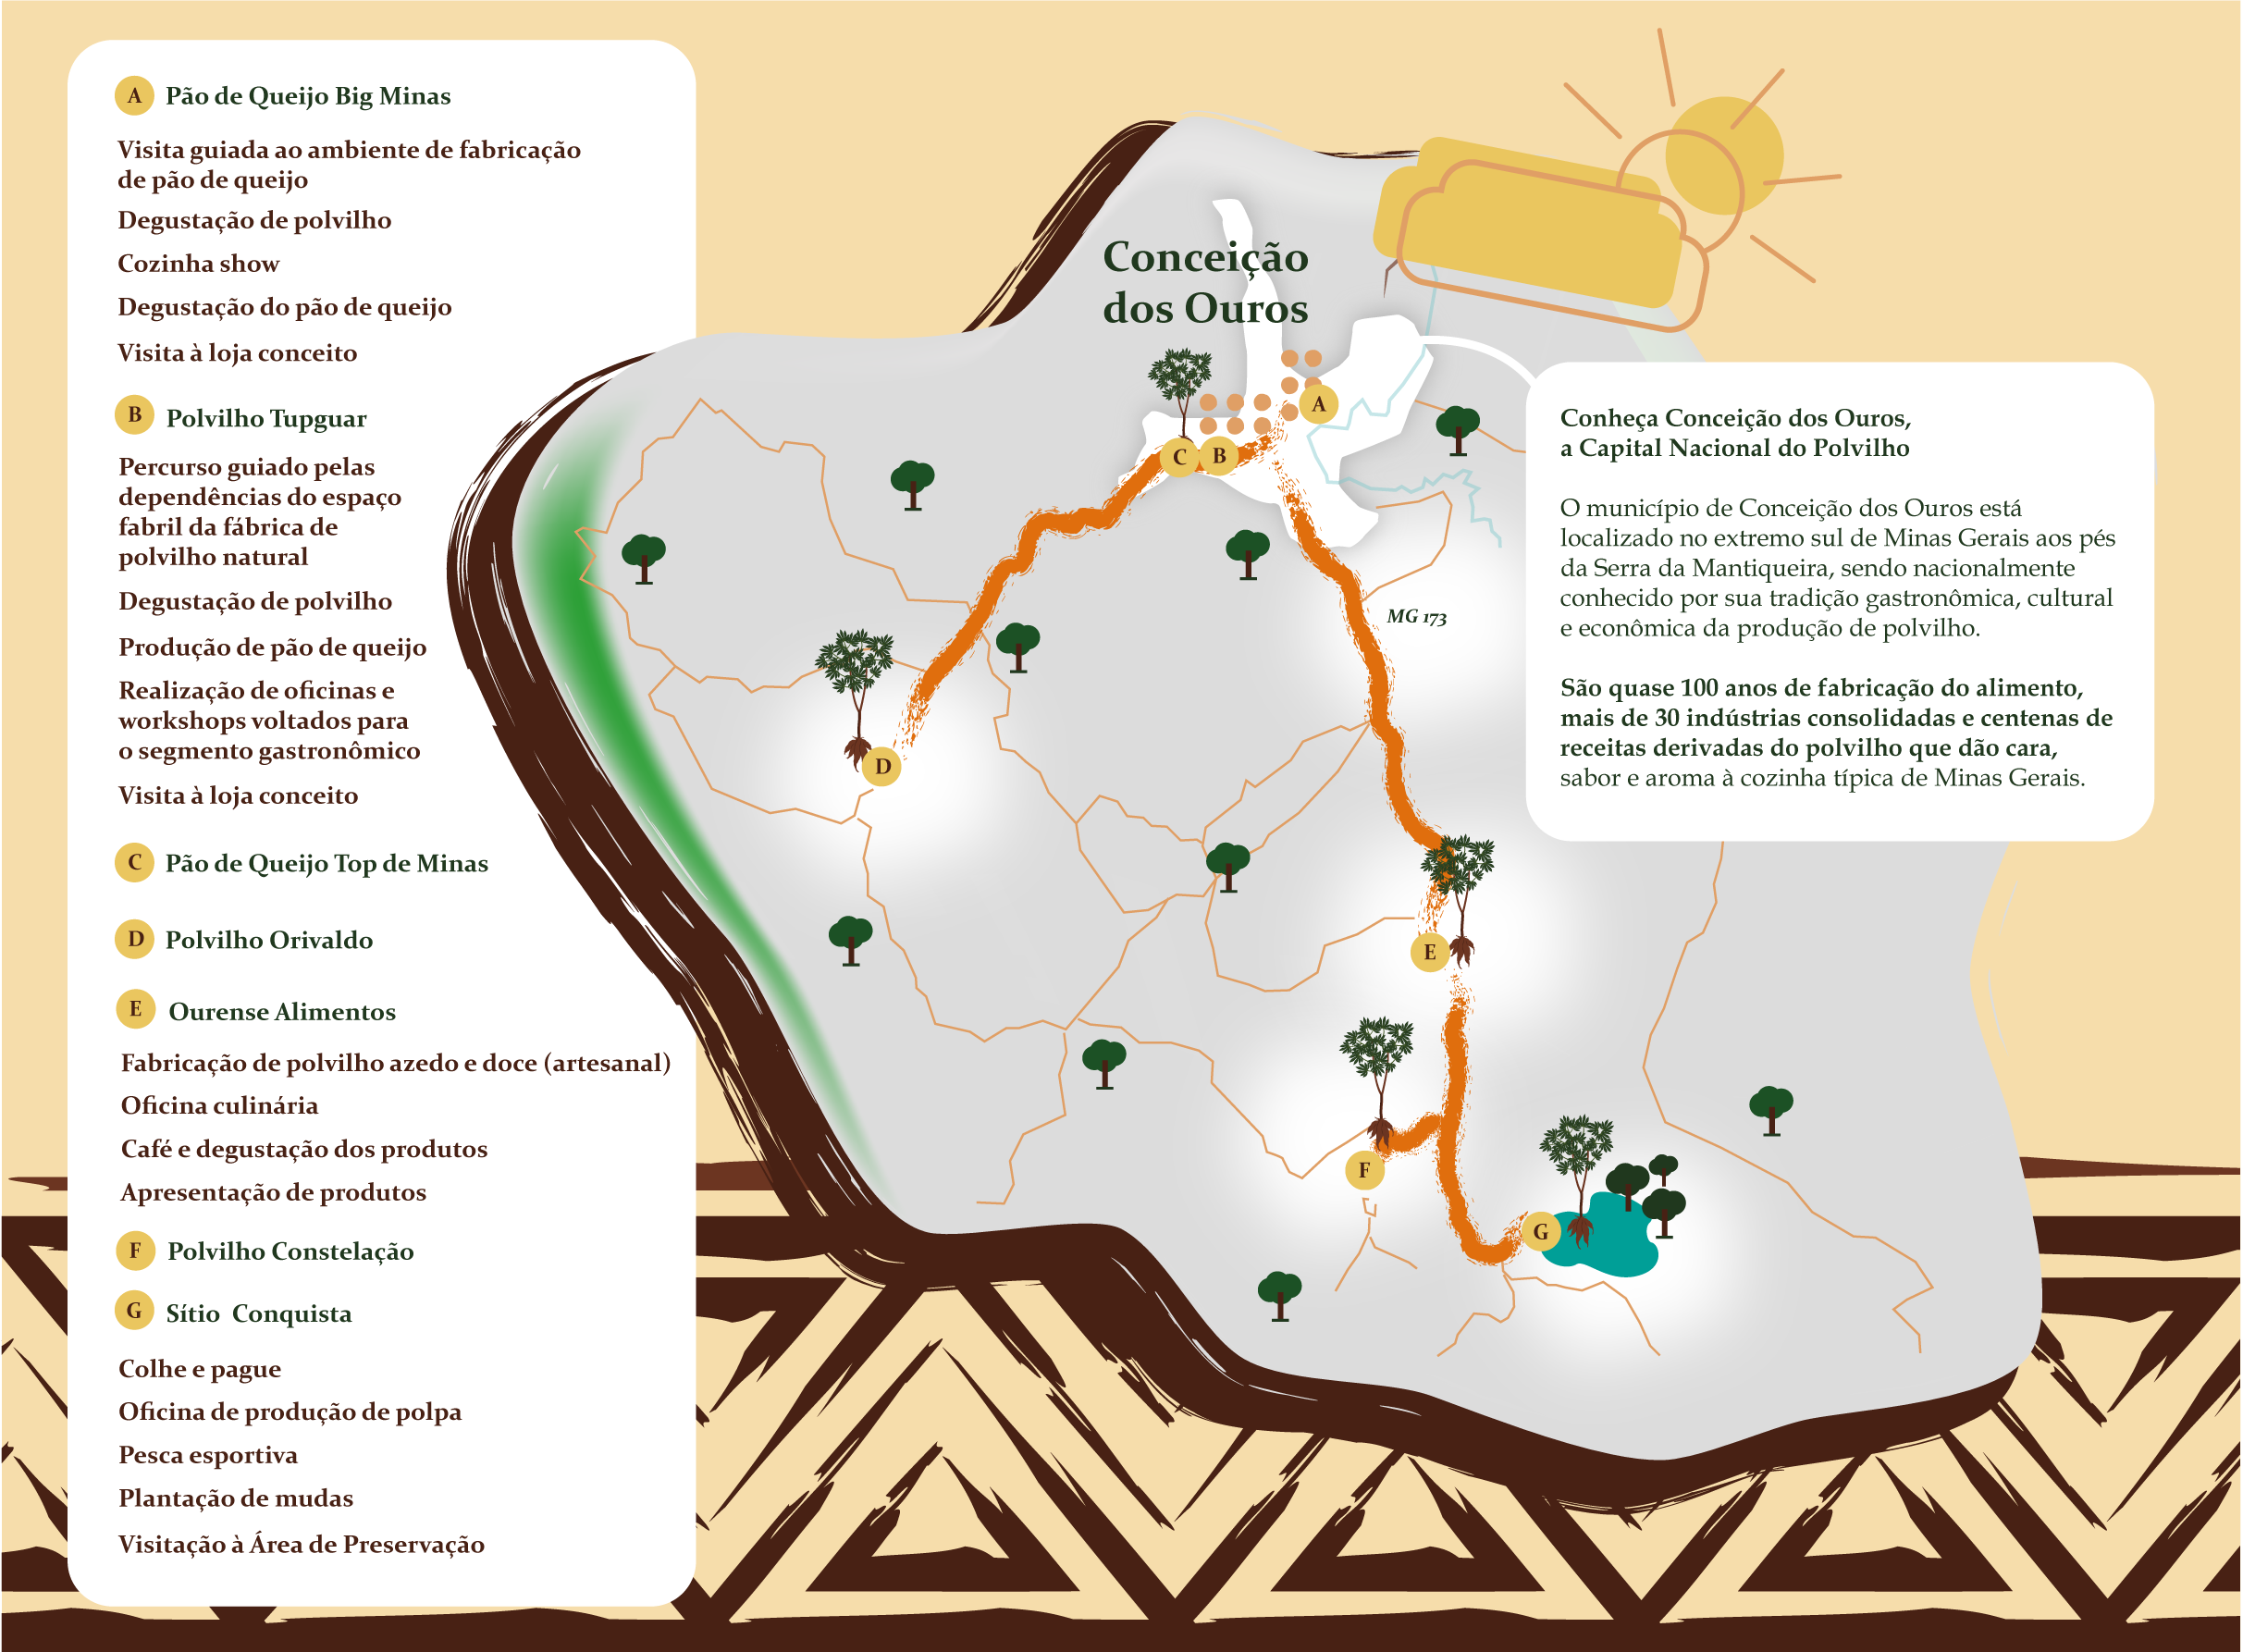 A Pão de Queijo Big Minas
Visita guiada ao ambiente de fabricação
de pão de queijo
Degustação de polvilho
Cozinha show
Degustação do pão de queijo
Visita à loja conceito
B Polvilho Tupguar
Percurso guiado pelas
dependências do espaço
fabril da fábrica de
polvilho natural
Degustação de polvilho
Produção de pão de queijo
Realização de oficinas e
workshops voltados para
o segmento gastronômico
Visita à loja conceito
C Pão de Queijo Top de Minas
D Polvilho Orivaldo
E Ourense Alimentos
Fabricação de polvilho azedo e doce (artesanal)
Oficina culinária
Café e degustação dos produtos
Apresentação de produtos
F Polvilho Constelação
G Sítio Conquista
Colhe e pague
Oficina de produção de polpa
Pesca esportiva
Plantação de mudas
Visitação à Área de Preservação
Conceição
dos Ouros
A
C B
MG 173
D
E
F
G
Conheça Conceição dos Ouros,
a Capital Nacional do Polvilho
O município de Conceição dos Ouros está
localizado no extremo sul de Minas Gerais aos pés
da Serra da Mantiqueira, sendo nacionalmente
conhecido por sua tradição gastronômica, cultural
e econômica da produção de polvilho.
São quase 100 anos de fabricação do alimento,
mais de 30 indústrias consolidadas e centenas de
receitas derivadas do polvilho que dão cara,
sabor e aroma à cozinha típica de Minas Gerais.